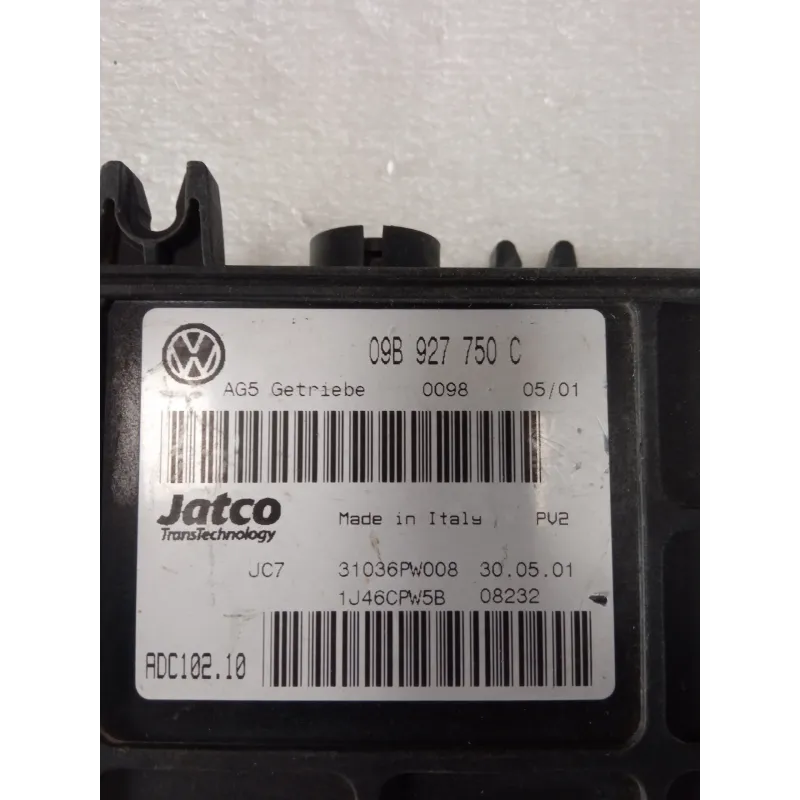 09B 927 750 C
AG5 Getriebe 0098 05/01
Jatco Made in Italy PV2
TransTechnology
JC7 31036PW008 30.05.01
1J46CPW5B 08232
ADC102.10